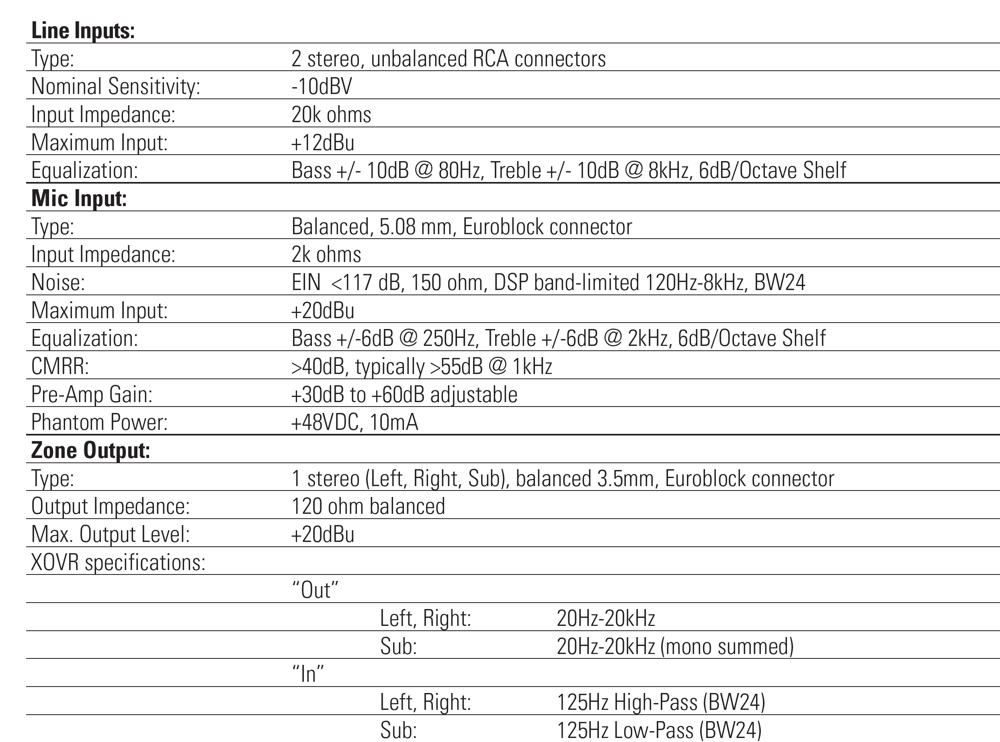 Line Inputs:
Type: 2 stereo, unbalanced RCA connectors
Nominal Sensitivity: -10dBV
Input Impedance: 20k ohms
Maximum Input: +12dBu
Equalization: Bass +/- 10dB @ 80Hz, Treble +/- 10dB @ 8kHz, 6dB/Octave Shelf
Mic Input:
Type: Balanced, 5.08 mm, Euroblock connector
Input Impedance: 2k ohms
Noise: EIN  <117 dB, 150 ohm, DSP band-limited 120Hz-8kHz, BW24
Maximum Input: +20dBu
Equalization: Bass +/-6dB @ 250Hz, Treble +/-6dB @ 2kHz, 6dB/Octave Shelf
CMRR: >40dB, typically >55dB @ 1kHz
Pre-Amp Gain: +30dB to +60dB adjustable
Phantom Power: +48VDC, 10mA
Zone Output:
Type: 1 stereo (Left, Right, Sub), balanced 3.5mm, Euroblock connector
Output Impedance: 120 ohm balanced
Max. Output Level: +20dBu
XOVR specifications:
“Out”
Left, Right: 20Hz-20kHz
Sub: 20Hz-20kHz (mono summed)
“In”
Left, Right: 125Hz High-Pass (BW24)
Sub: 125Hz Low-Pass (BW24)